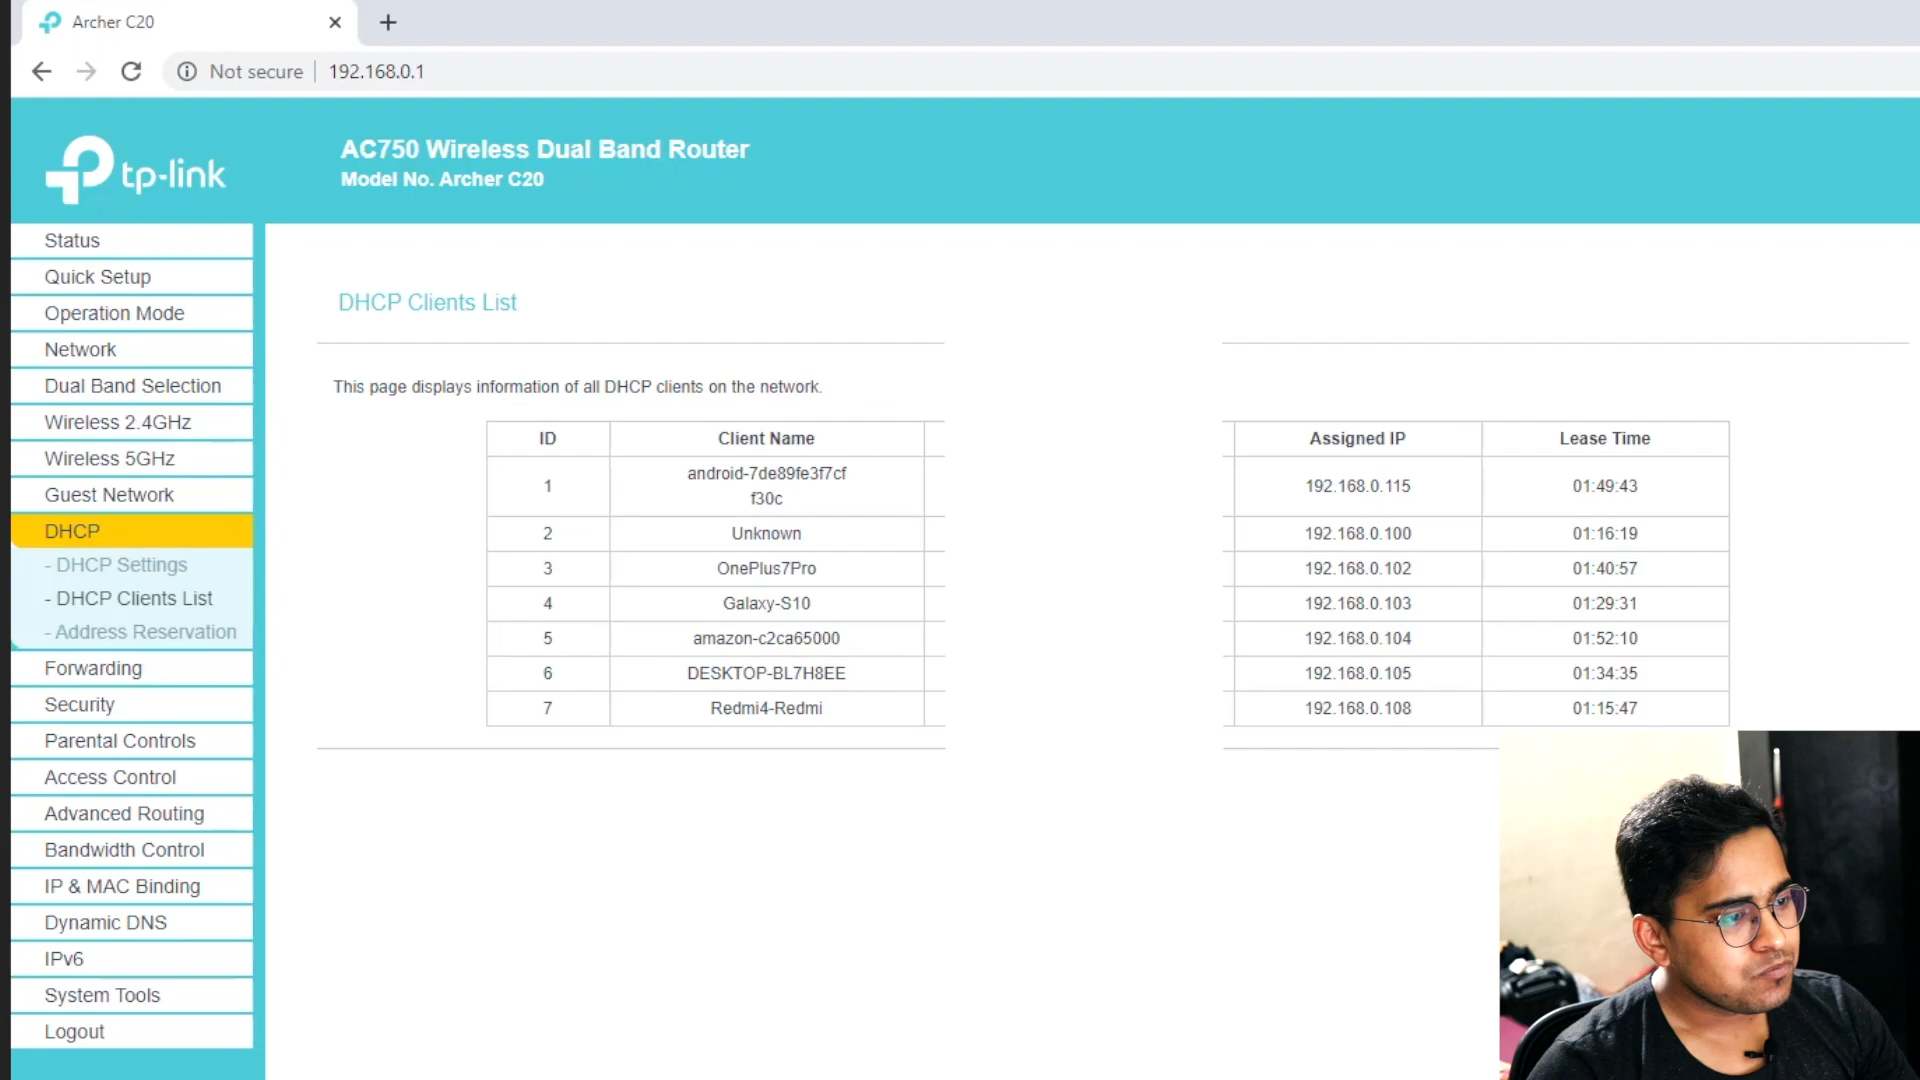 Archer C20
Not secure 192.168.0.1
tp-link
AC750 Wireless Dual Band Router
Model No. Archer C20
Status
Quick Setup
Operation Mode
Network
Dual Band Selection
Wireless 2.4GHz
Wireless 5GHz
Guest Network
DHCP
- DHCP Settings
- DHCP Clients List
- Address Reservation
Forwarding
Security
Parental Controls
Access Control
Advanced Routing
Bandwidth Control
IP & MAC Binding
Dynamic DNS
IPv6
System Tools
Logout
DHCP Clients List
This page displays information of all DHCP clients on the network.
ID Client Name Assigned IP Lease Time
1 android-7de89fe3f7cf
f30c 192.168.0.115 01:49:43
2 Unknown 192.168.0.100 01:16:19
3 OnePlus7Pro 192.168.0.102 01:40:57
4 Galaxy-S10 192.168.0.103 01:29:31
5 amazon-c2ca65000 192.168.0.104 01:52:10
6 DESKTOP-BL7H8EE 192.168.0.105 01:34:35
7 Redmi4-Redmi 192.168.0.108 01:15:47